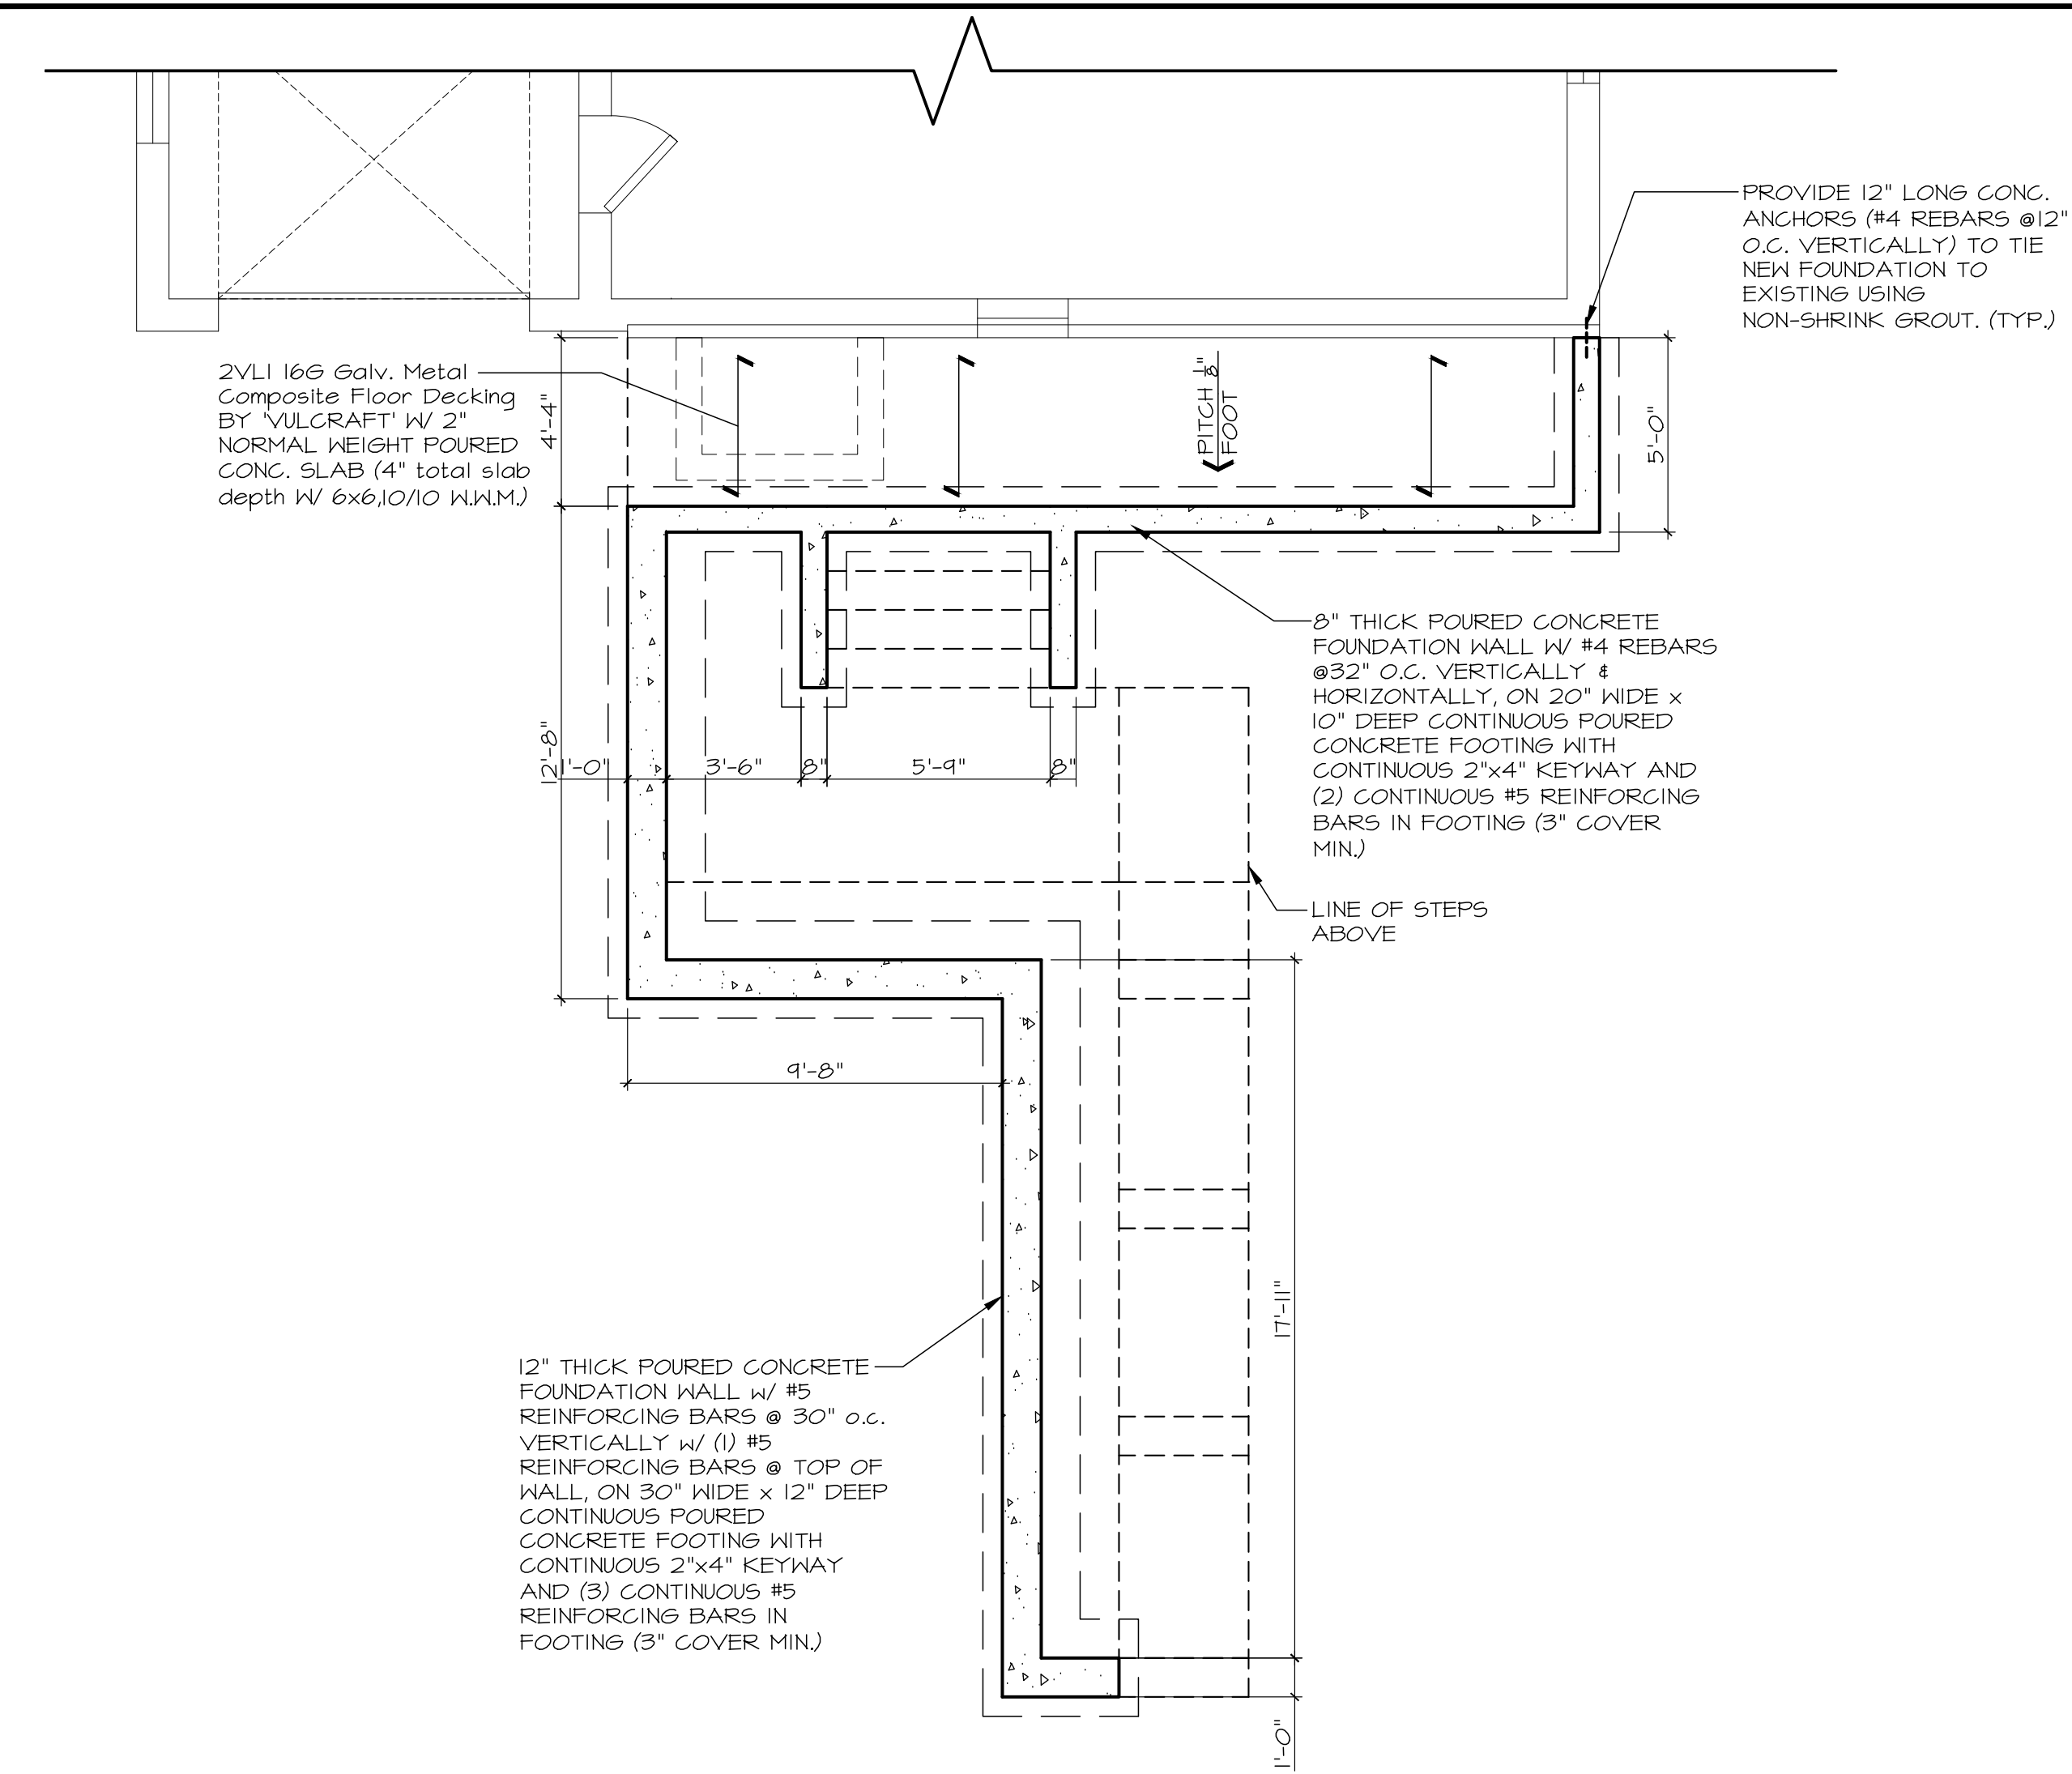 PROVIDE 12" LONG CONC.
ANCHORS (#4 REBARS @12"
O.C. VERTICALLY) TO TIE
NEW FOUNDATION TO
EXISTING USING
NON-SHRINK GROUT. (TYP.)
2VLI 16G Galv. Metal
Composite Floor Decking
BY 'VULCRAFT' W/ 2"
NORMAL WEIGHT POURED
CONC. SLAB (4" total slab
depth W/ 6x6,10/10 W.W.M.)
4'-4"
PITCH 1/8"
FOOT
5'-0"
8" THICK POURED CONCRETE
FOUNDATION WALL W/ #4 REBARS
@32" O.C. VERTICALLY &
HORIZONTALLY, ON 20" WIDE x
10" DEEP CONTINUOUS POURED
CONCRETE FOOTING WITH
CONTINUOUS 2"x4" KEYWAY AND
(2) CONTINUOUS #5 REINFORCING
BARS IN FOOTING (3" COVER
MIN.)
12'-8"
1'-0"
3'-6"
8"
5'-9"
8"
LINE OF STEPS
ABOVE
9'-8"
17'-11"
12" THICK POURED CONCRETE
FOUNDATION WALL w/ #5
REINFORCING BARS @ 30" o.c.
VERTICALLY w/ (1) #5
REINFORCING BARS @ TOP OF
WALL, ON 30" WIDE x 12" DEEP
CONTINUOUS POURED
CONCRETE FOOTING WITH
CONTINUOUS 2"x4" KEYWAY
AND (3) CONTINUOUS #5
REINFORCING BARS IN
FOOTING (3" COVER MIN.)
1'-0"